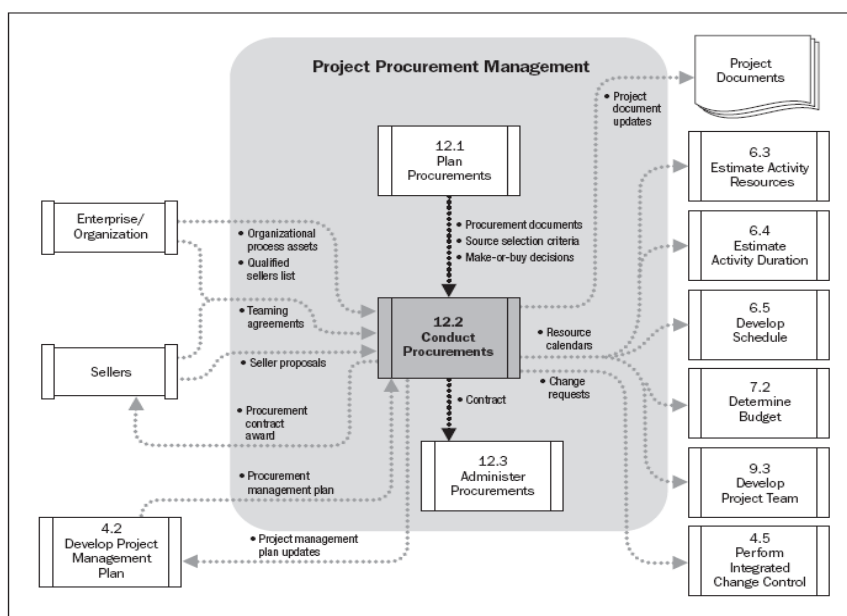 Project Procurement Management
Project
Documents
• Project
document
updates
12.1
Plan
Procurements
6.3
Estimate Activity
Resources
Enterprise/
Organization
• Organizational
process assets
• Qualified
sellers list
• Procurement documents
• Source selection criteria
• Make-or-buy decisions
6.4
Estimate
Activity Duration
• Teaming
agreements
12.2
Conduct
Procurements
• Resource
calendars
6.5
Develop
Schedule
Sellers
• Seller proposals
• Change
requests
• Procurement
contract
award
• Contract
7.2
Determine
Budget
• Procurement
management plan
12.3
Administer
Procurements
9.3
Develop
Project Team
4.2
Develop Project
Management
Plan
• Project management
plan updates
4.5
Perform
Integrated
Change Control